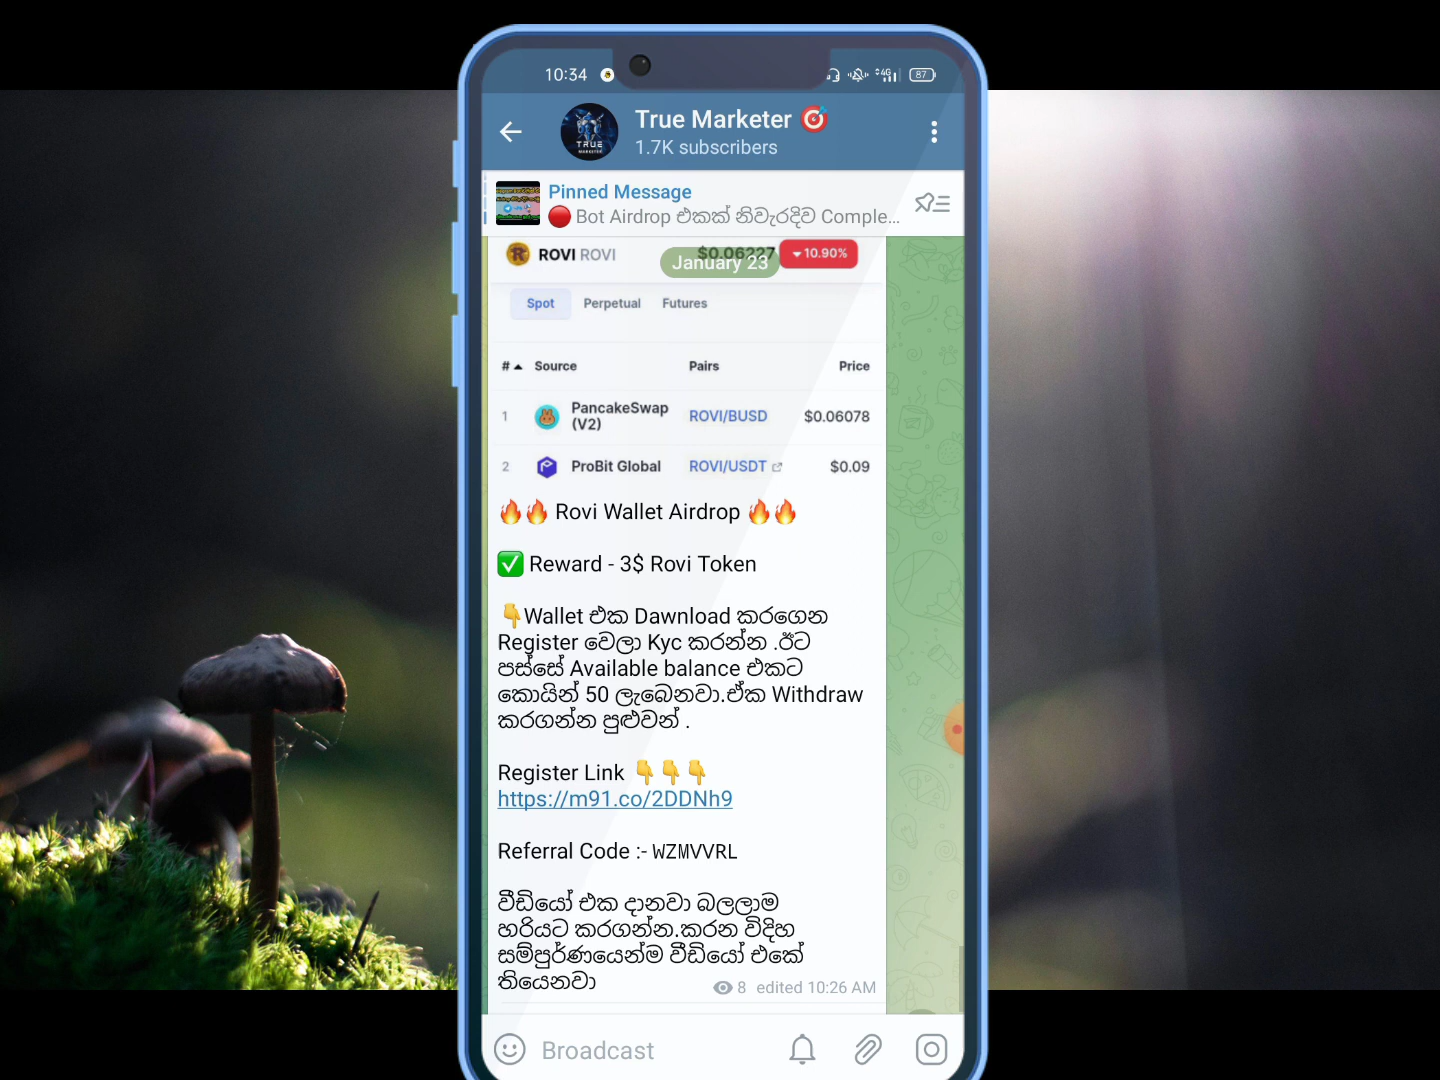 10:34
4G
87
True Marketer 🎯
1.7K subscribers
TRUE
MARKETER
Pinned Message
🔴 Bot Airdrop එකක් නිවැරදිව Comple...
ROVI ROVI
$0.06227
10.90%
January 23
Spot Perpetual Futures
# Source Pairs Price
1 PancakeSwap (V2) ROVI/BUSD $0.06078
2 ProBit Global ROVI/USDT $0.09
🔥🔥 Rovi Wallet Airdrop 🔥🔥
✅ Reward - 3$ Rovi Token
👇Wallet එක Dawnload කරගෙන
Register වෙලා Kyc කරන්න .ඊට
පස්සේ Available balance එකට
කොයින් 50 ලැබෙනවා.ඒක Withdraw
කරගන්න පුළුවන් .
Register Link 👇👇👇
https://m91.co/2DDNh9
Referral Code :- WZMVVRL
වීඩියෝ එක දානවා බලලාම
හරියට කරගන්න.කරන විදිහ
සම්පුර්ණයෙන්ම වීඩියෝ එකේ
තියෙනවා
8 edited 10:26 AM
Broadcast